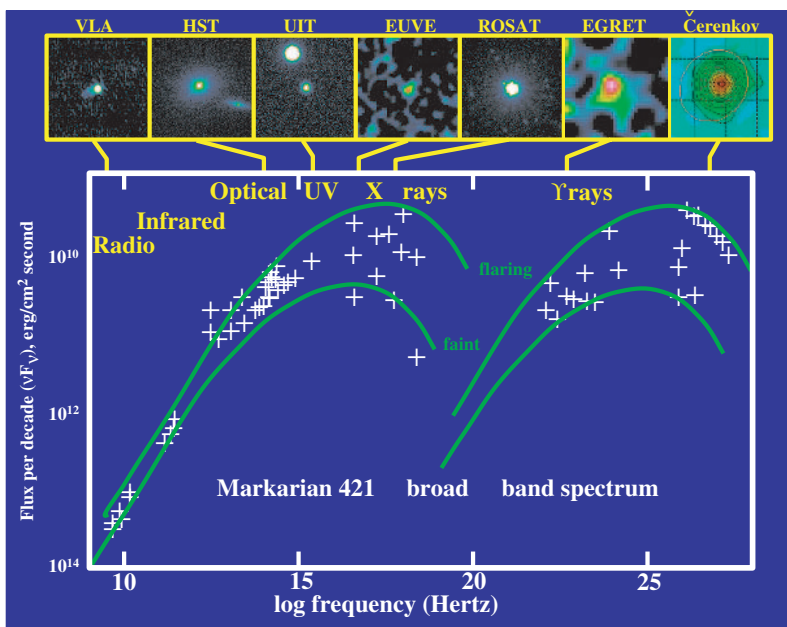 VLA HST UIT EUVE ROSAT EGRET Čerenkov
Optical UV X rays ϒrays
Infrared
Radio
10¹⁰
flaring
faint
10¹²
Markarian 421 broad band spectrum
10¹⁴
10 15 20 25
log frequency (Hertz)
Flux per decade (νFᵥ), erg/cm² second